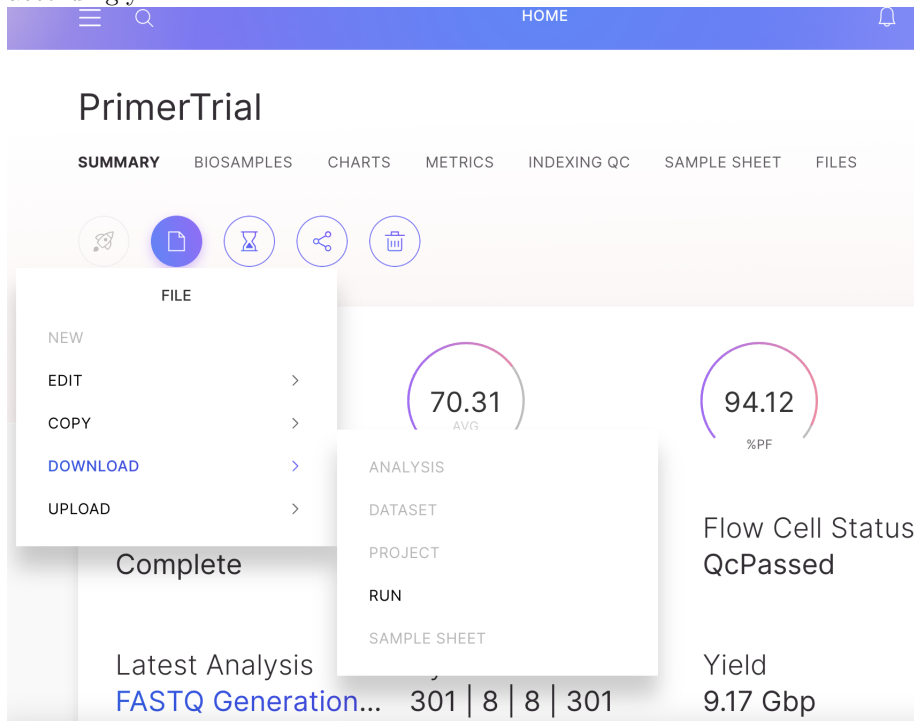 HOME
PrimerTrial
SUMMARY BIOSAMPLES CHARTS METRICS INDEXING QC SAMPLE SHEET FILES
FILE
NEW
EDIT
COPY
DOWNLOAD
UPLOAD
70.31
AVG
94.12
%PF
ANALYSIS
DATASET
PROJECT
RUN
SAMPLE SHEET
Complete
Flow Cell Status
QcPassed
Latest Analysis
FASTQ Generation...
301 | 8 | 8 | 301
Yield
9.17 Gbp